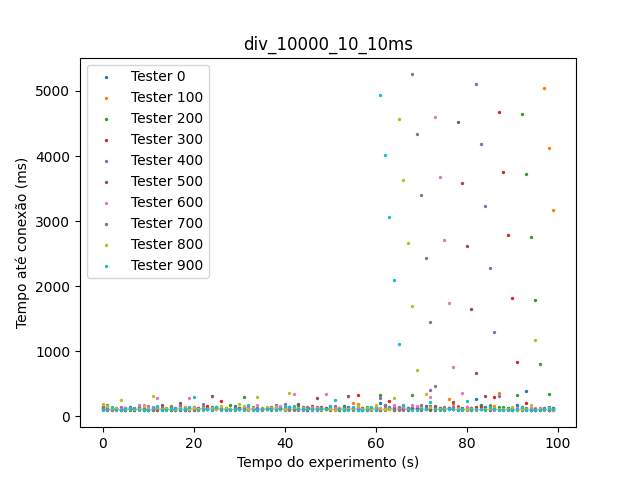 div_10000_10_10ms
Tempo até conexão (ms)
5000
4000
3000
2000
1000
0
Tester 0
Tester 100
Tester 200
Tester 300
Tester 400
Tester 500
Tester 600
Tester 700
Tester 800
Tester 900
0 20 40 60 80 100
Tempo do experimento (s)